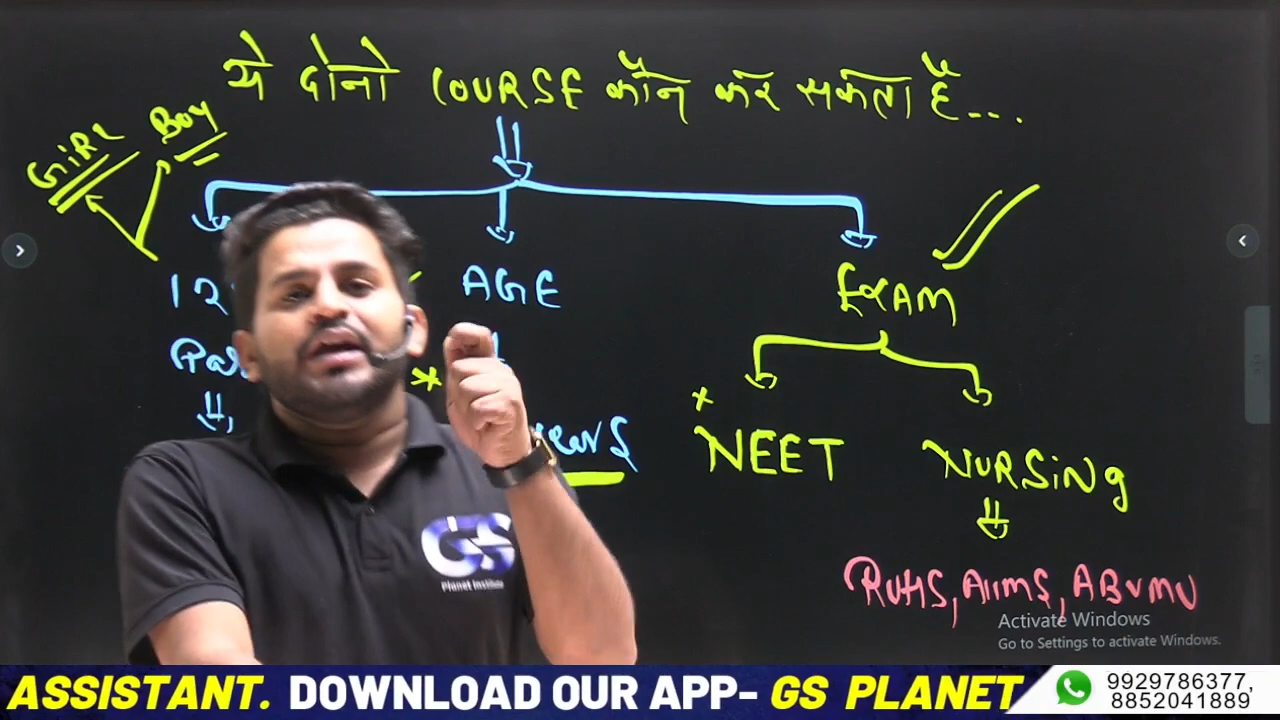 ये दोनो COURSE कौन कर सकता है...
GiRL Boy
AGE
EXAM
NEET
NURSiNg
RUHS, AIIMS, ABVMU
GS
Planet Institute
Activate Windows
Go to Settings to activate Windows.
ASSISTANT. DOWNLOAD OUR APP- GS PLANET
9929786377,
8852041889